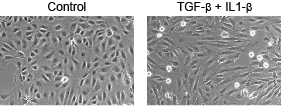 Control
TGF-β + IL1-β